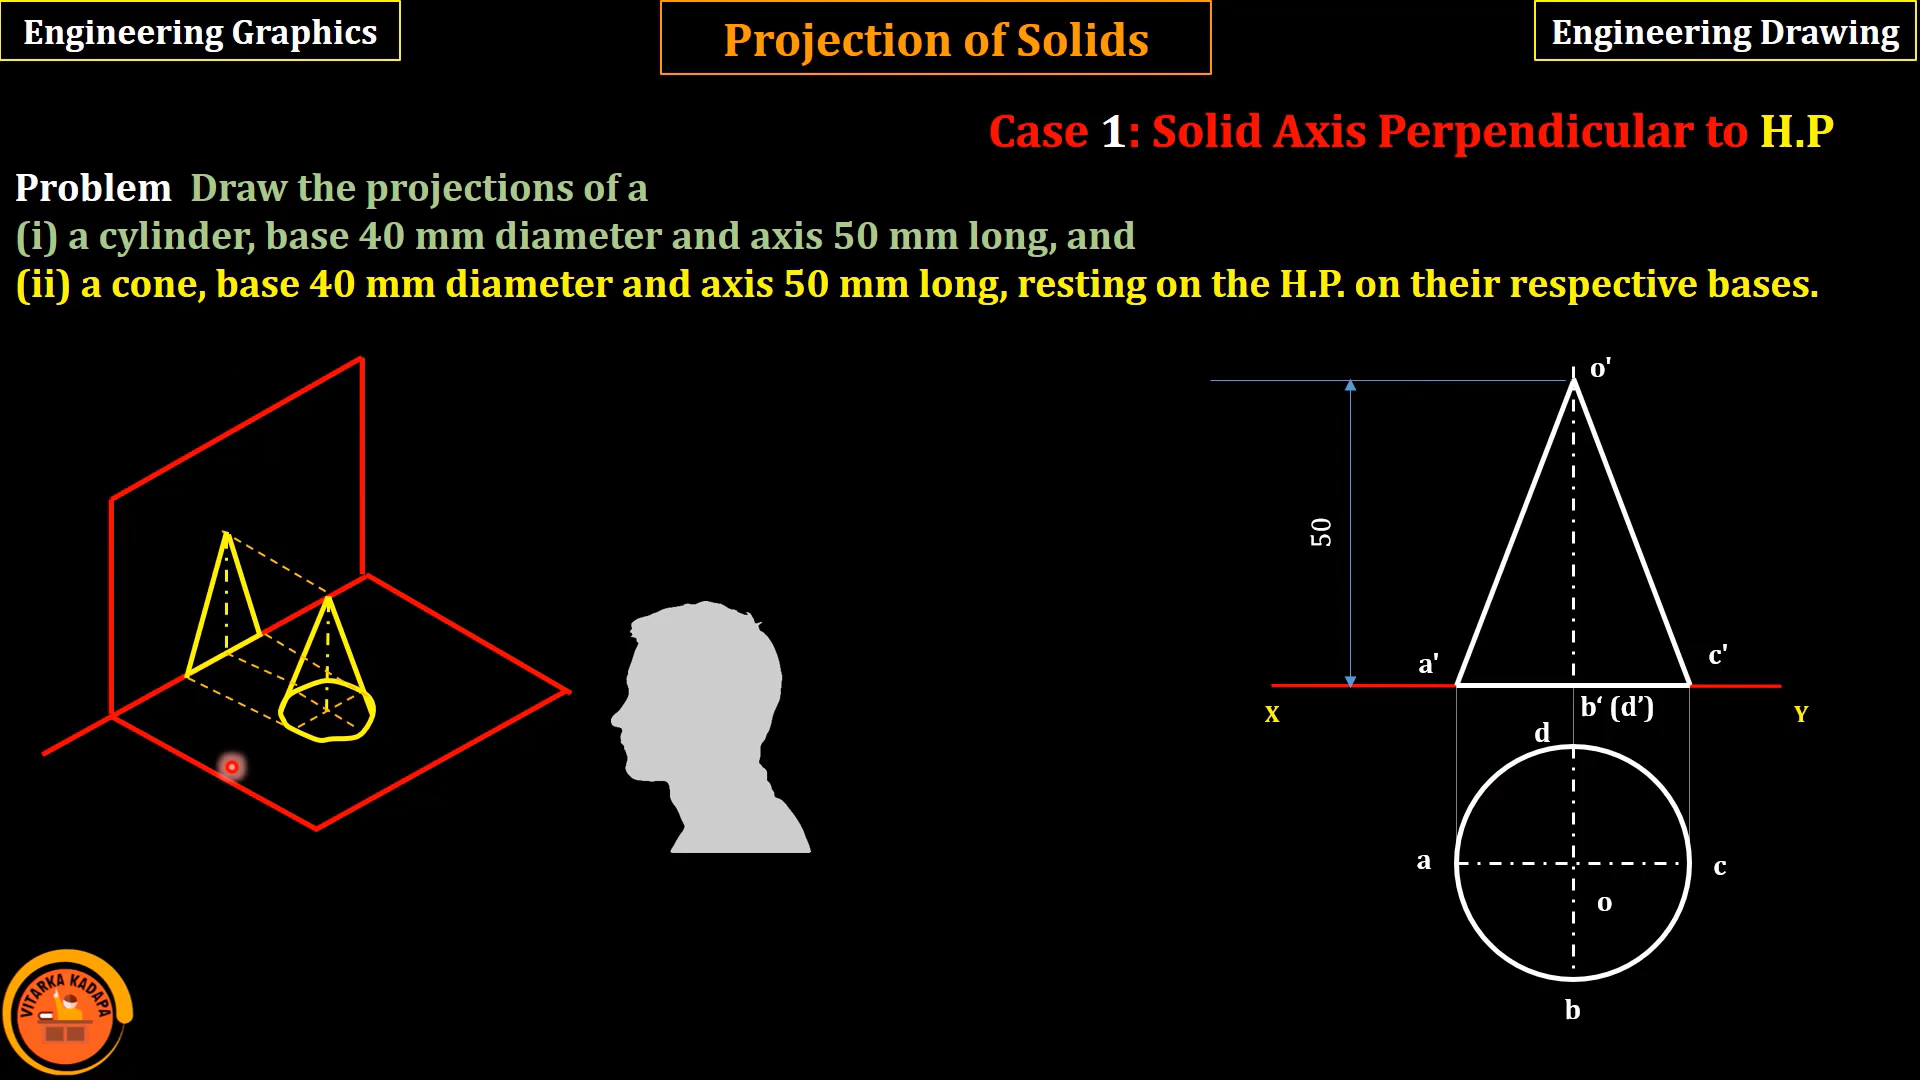 Engineering Graphics
Projection of Solids
Engineering Drawing
Case 1: Solid Axis Perpendicular to H.P
Problem  Draw the projections of a
(i) a cylinder, base 40 mm diameter and axis 50 mm long, and
(ii) a cone, base 40 mm diameter and axis 50 mm long, resting on the H.P. on their respective bases.
o'
50
a'
c'
X
b‘ (d’)
Y
d
a
c
o
b
VITARKA KADAPA